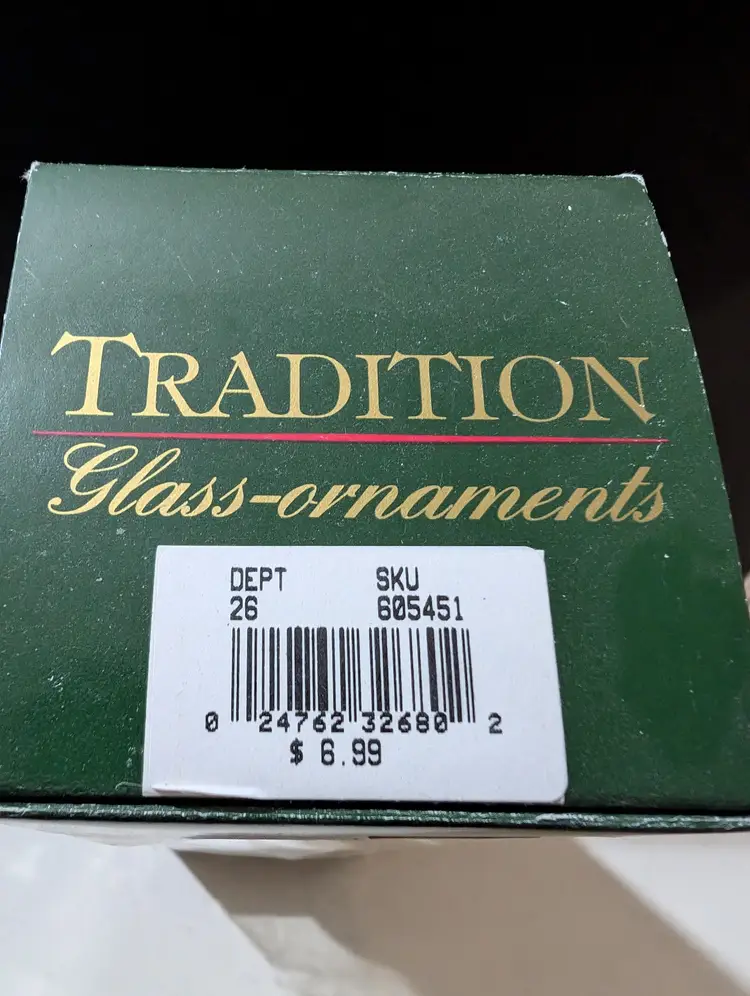 TRADITION
Glass-ornaments
DEPT SKU
26 605451
0 24762 32680 2
$ 6.99